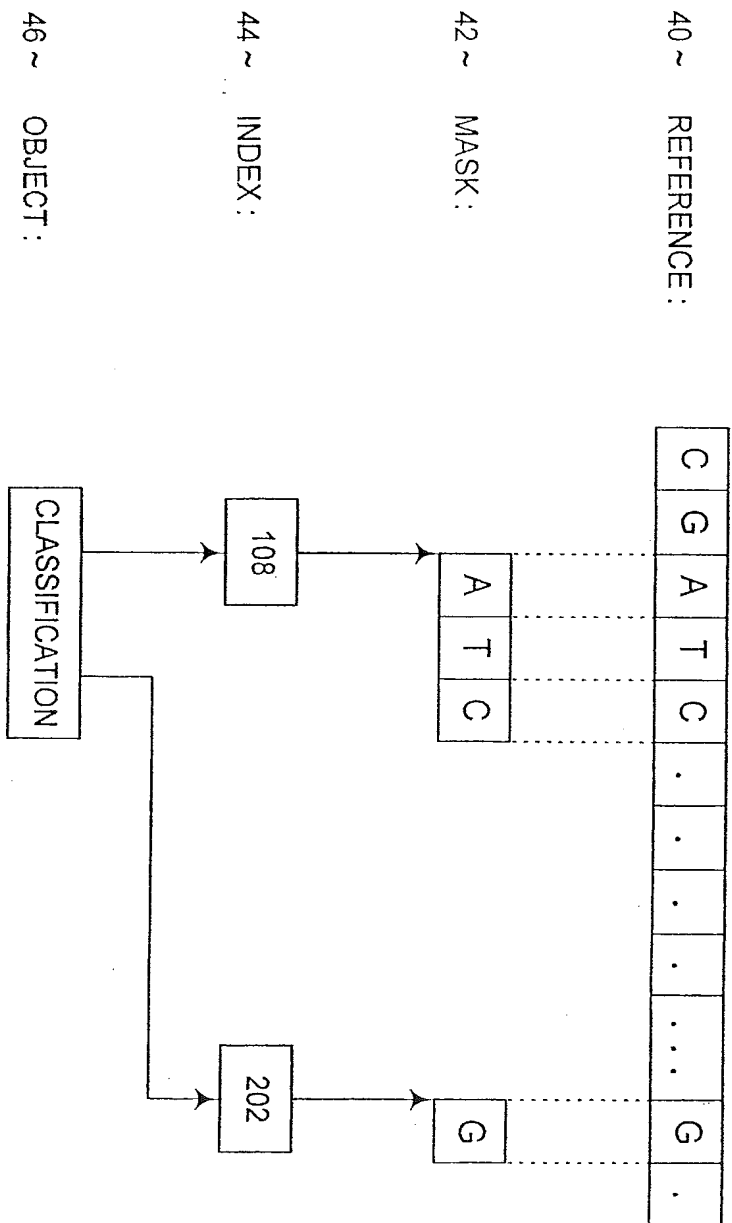 40~ REFERENCE: C G A T C . . . . ... G .
42~ MASK: A T C G
44~ INDEX: 108 202
46~ OBJECT: CLASSIFICATION